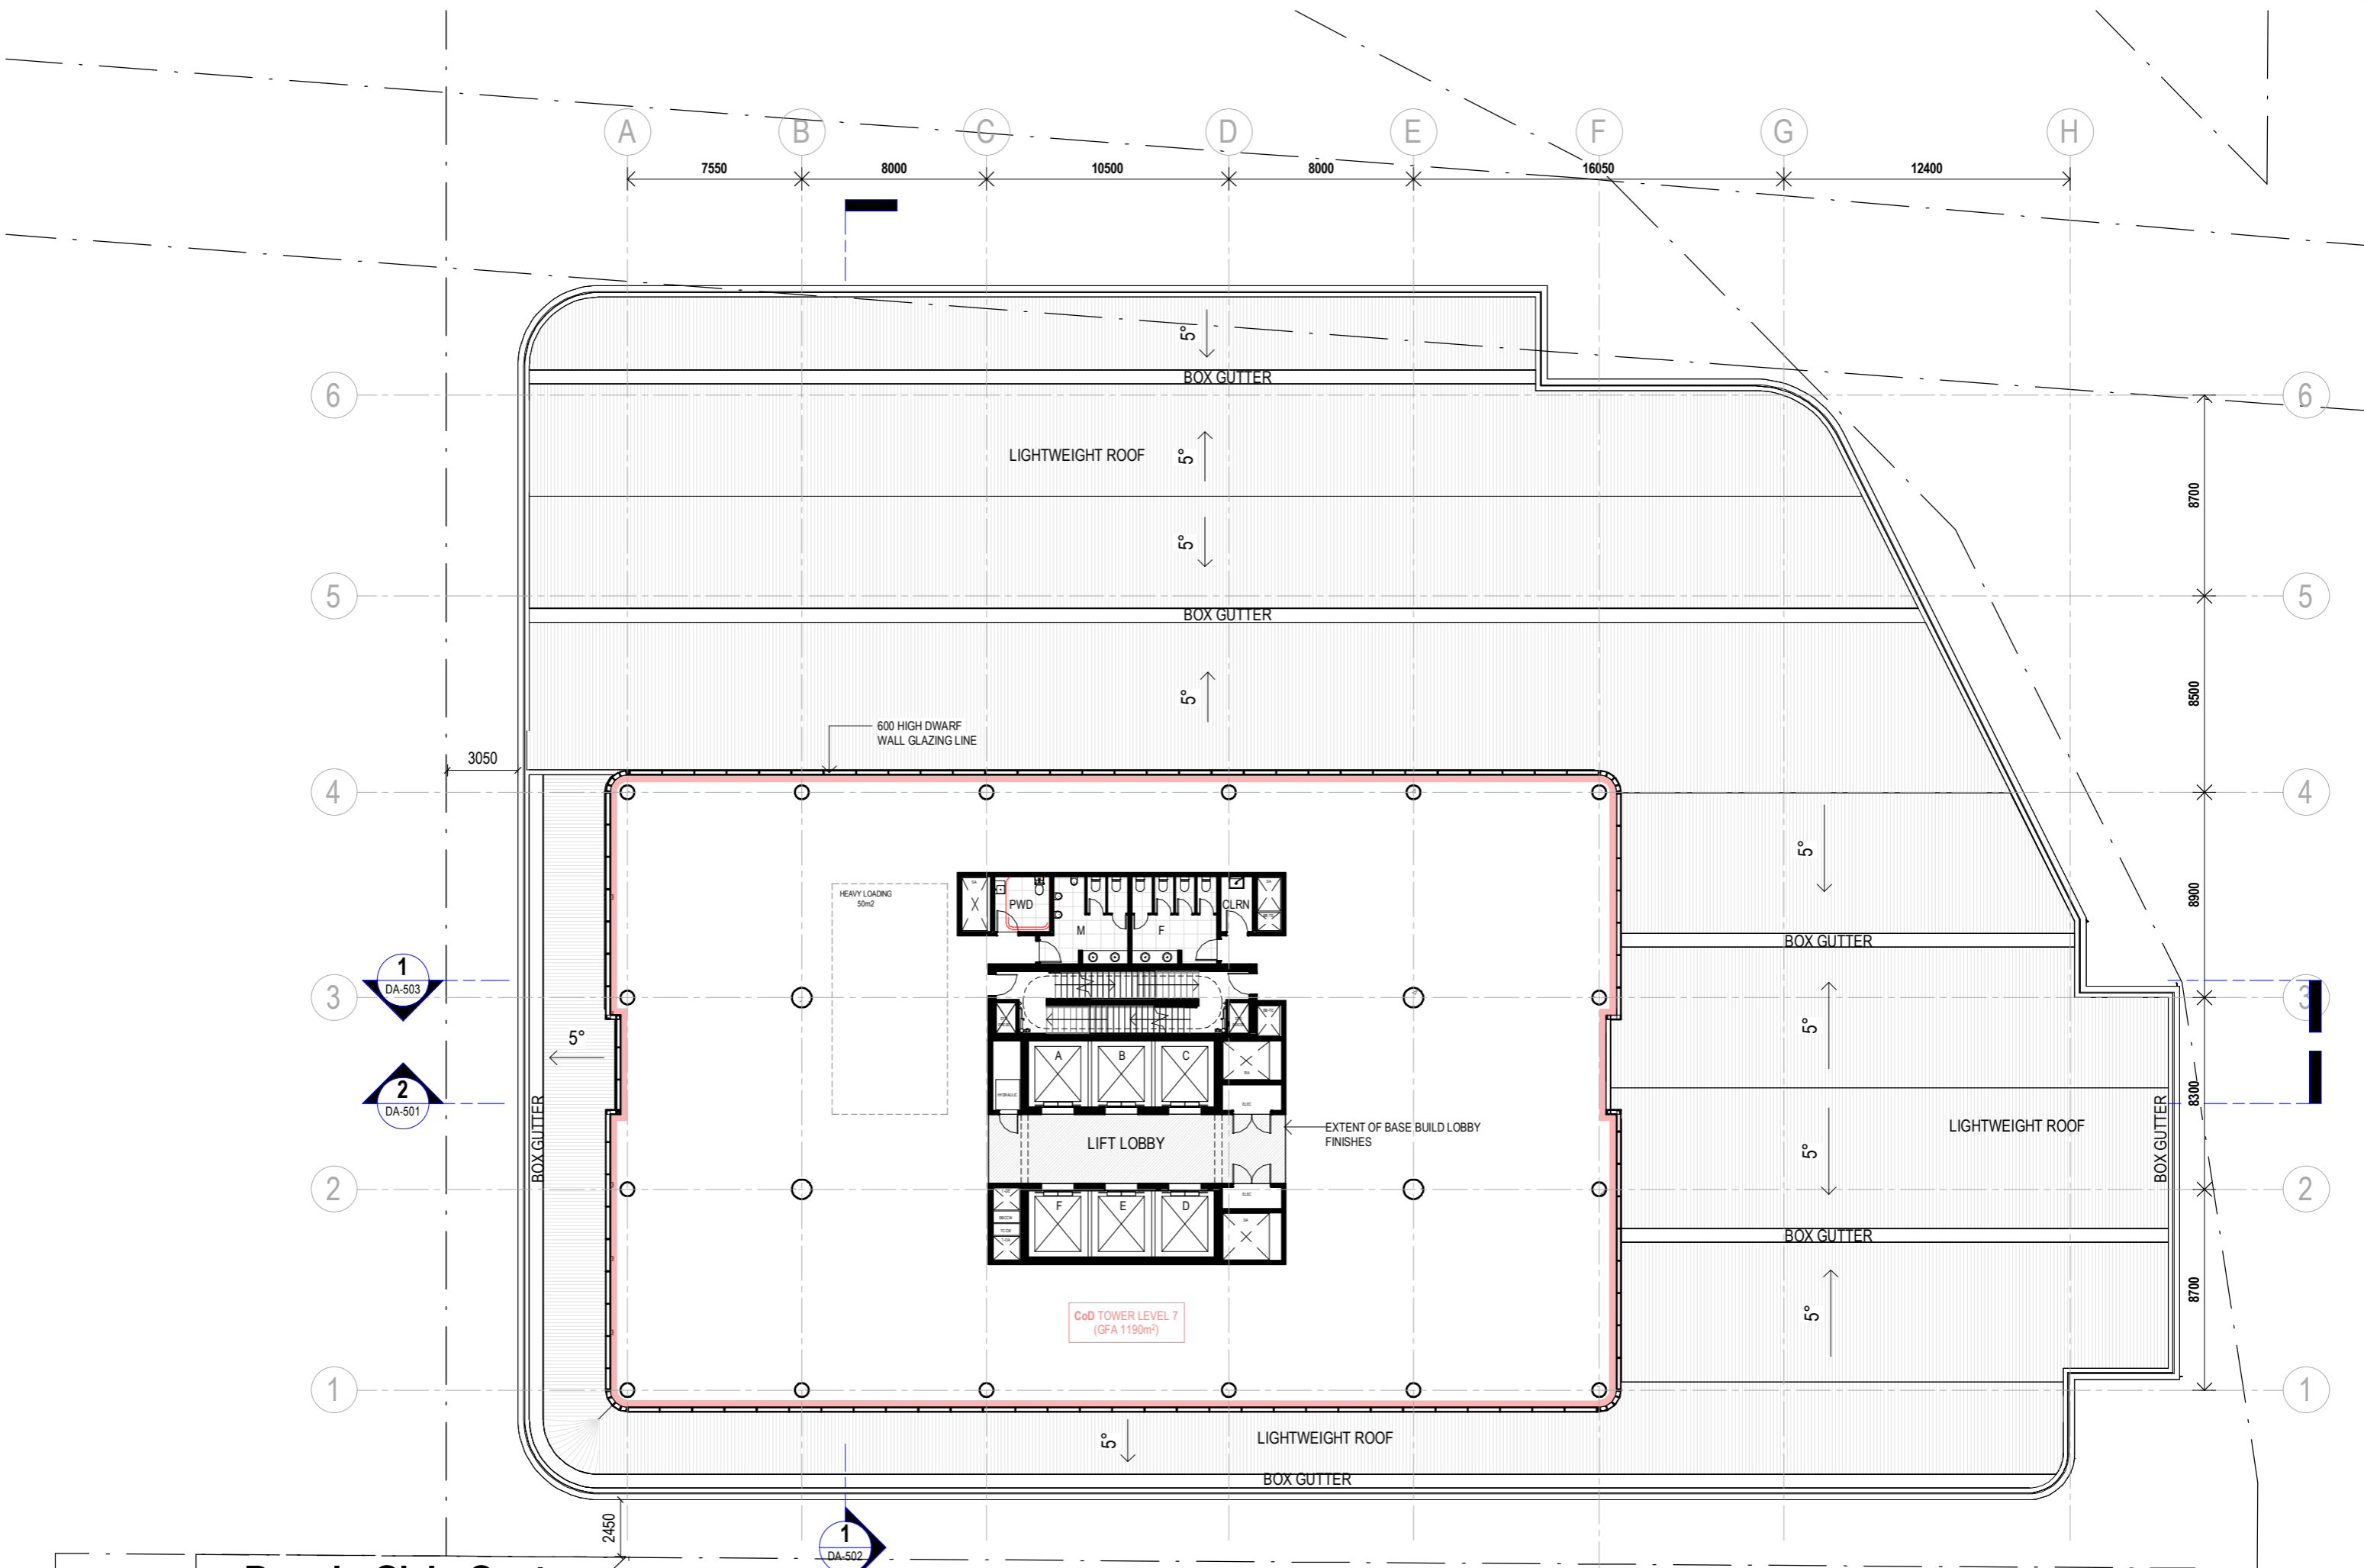 A B C D E F G H
7550 8000 10500 8000 16050 12400
5°
BOX GUTTER
6 6
LIGHTWEIGHT ROOF
5°
8700
5°
5 5
BOX GUTTER
5°
8500
600 HIGH DWARF
WALL GLAZING LINE
3050
4 4
5°
HEAVY LOADING
50m2
PWD
CLRN
M F
8900
BOX GUTTER
1
DA-503
3 3
5°
5°
A B C
2
DA-501
HYDRAULIC
ELEC
8300
BOX GUTTER
EXTENT OF BASE BUILD LOBBY
FINISHES
LIFT LOBBY
LIGHTWEIGHT ROOF
BOX GUTTER
5°
2 2
ELEC
F E D
BOX GUTTER
8700
5°
CoD TOWER LEVEL 7
(GFA 1190m²)
1 1
5°
LIGHTWEIGHT ROOF
BOX GUTTER
2450
1
DA-502